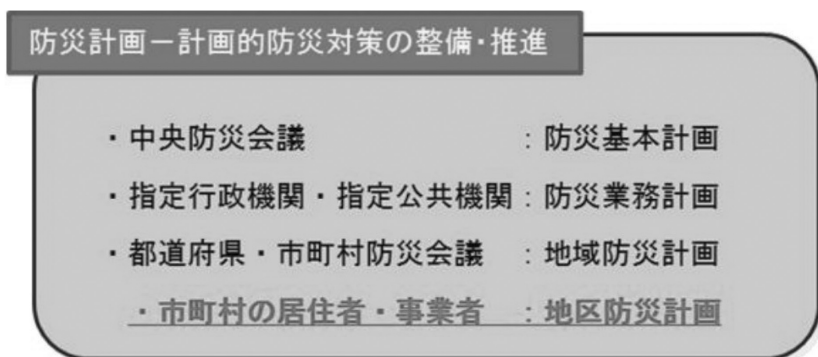 防災計画－計画的防災対策の整備・推進
・中央防災会議　　　　　　　：防災基本計画
・指定行政機関・指定公共機関：防災業務計画
・都道府県・市町村防災会議　：地域防災計画
・市町村の居住者・事業者　：地区防災計画